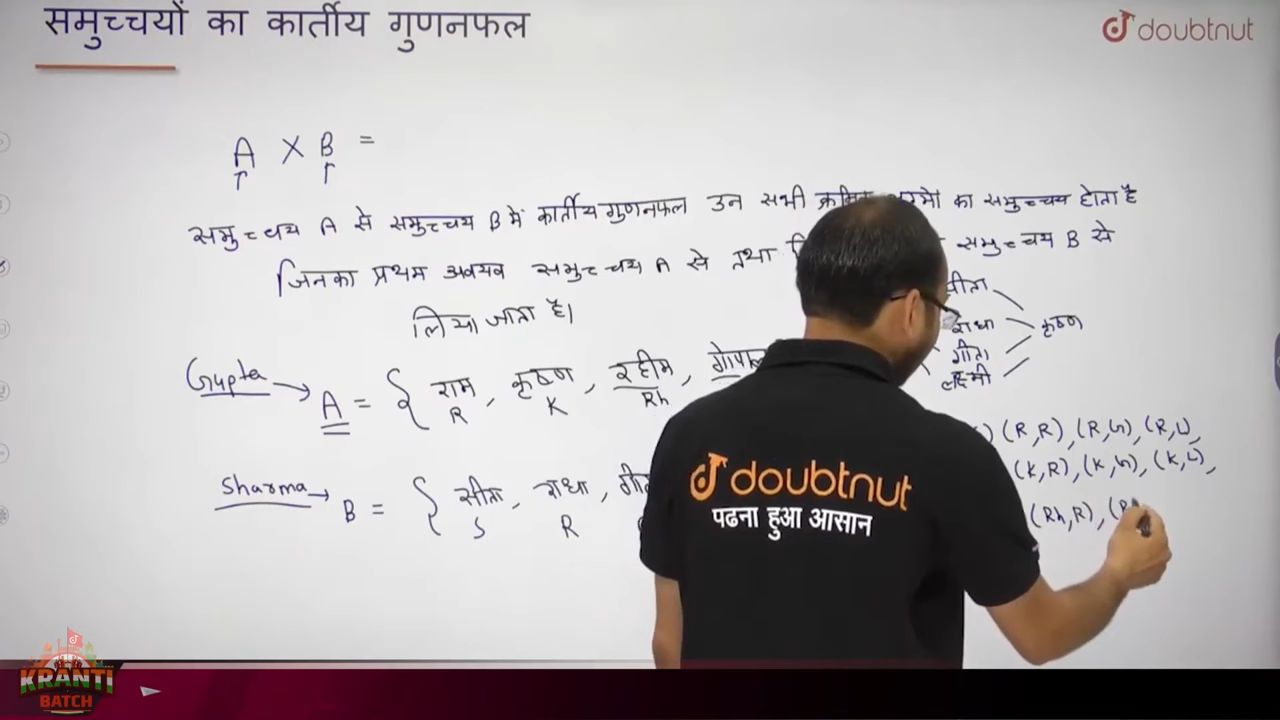 समुच्चयों का कार्तीय गुणनफल
doubtnut
A × B =
समुच्चय A से समुच्चय B में कार्तीय गुणनफल उन सभी का समुच्चय होता है
जिनका प्रथम अवयव समुच्चय A से तथा समुच्चय B से
लिया जाता है।
सीता
राधा
गीता
लक्ष्मी
कृष्ण
Gupta → A = { राम, कृष्ण, रहीम, गोपाल
R K Rh
) (R,R), (R,G), (R,L),
(K,R), (K,G), (K,L),
(Rh,R), (R
Sharma → B = { सीता, राधा,
S R
doubtnut
पढना हुआ आसान
KRANTI
BATCH